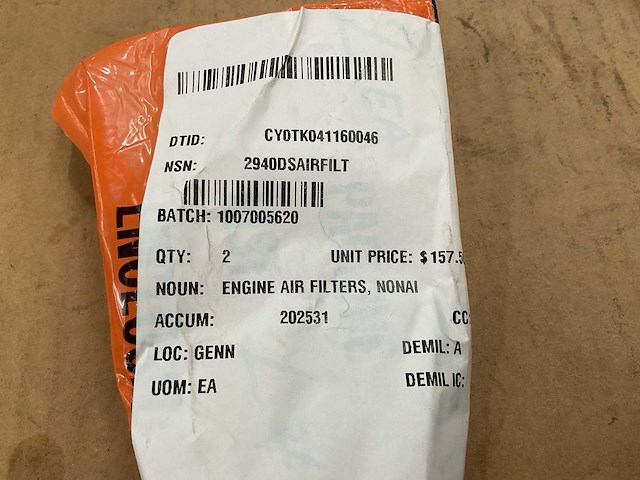 DTID: CY0TK041160046
NSN: 2940DSAIRFILT
BATCH: 1007005620
QTY: 2 UNIT PRICE: $157.5
NOUN: ENGINE AIR FILTERS, NONAI
ACCUM: 202531 CC:
LOC: GENN DEMIL: A
UOM: EA DEMIL IC: